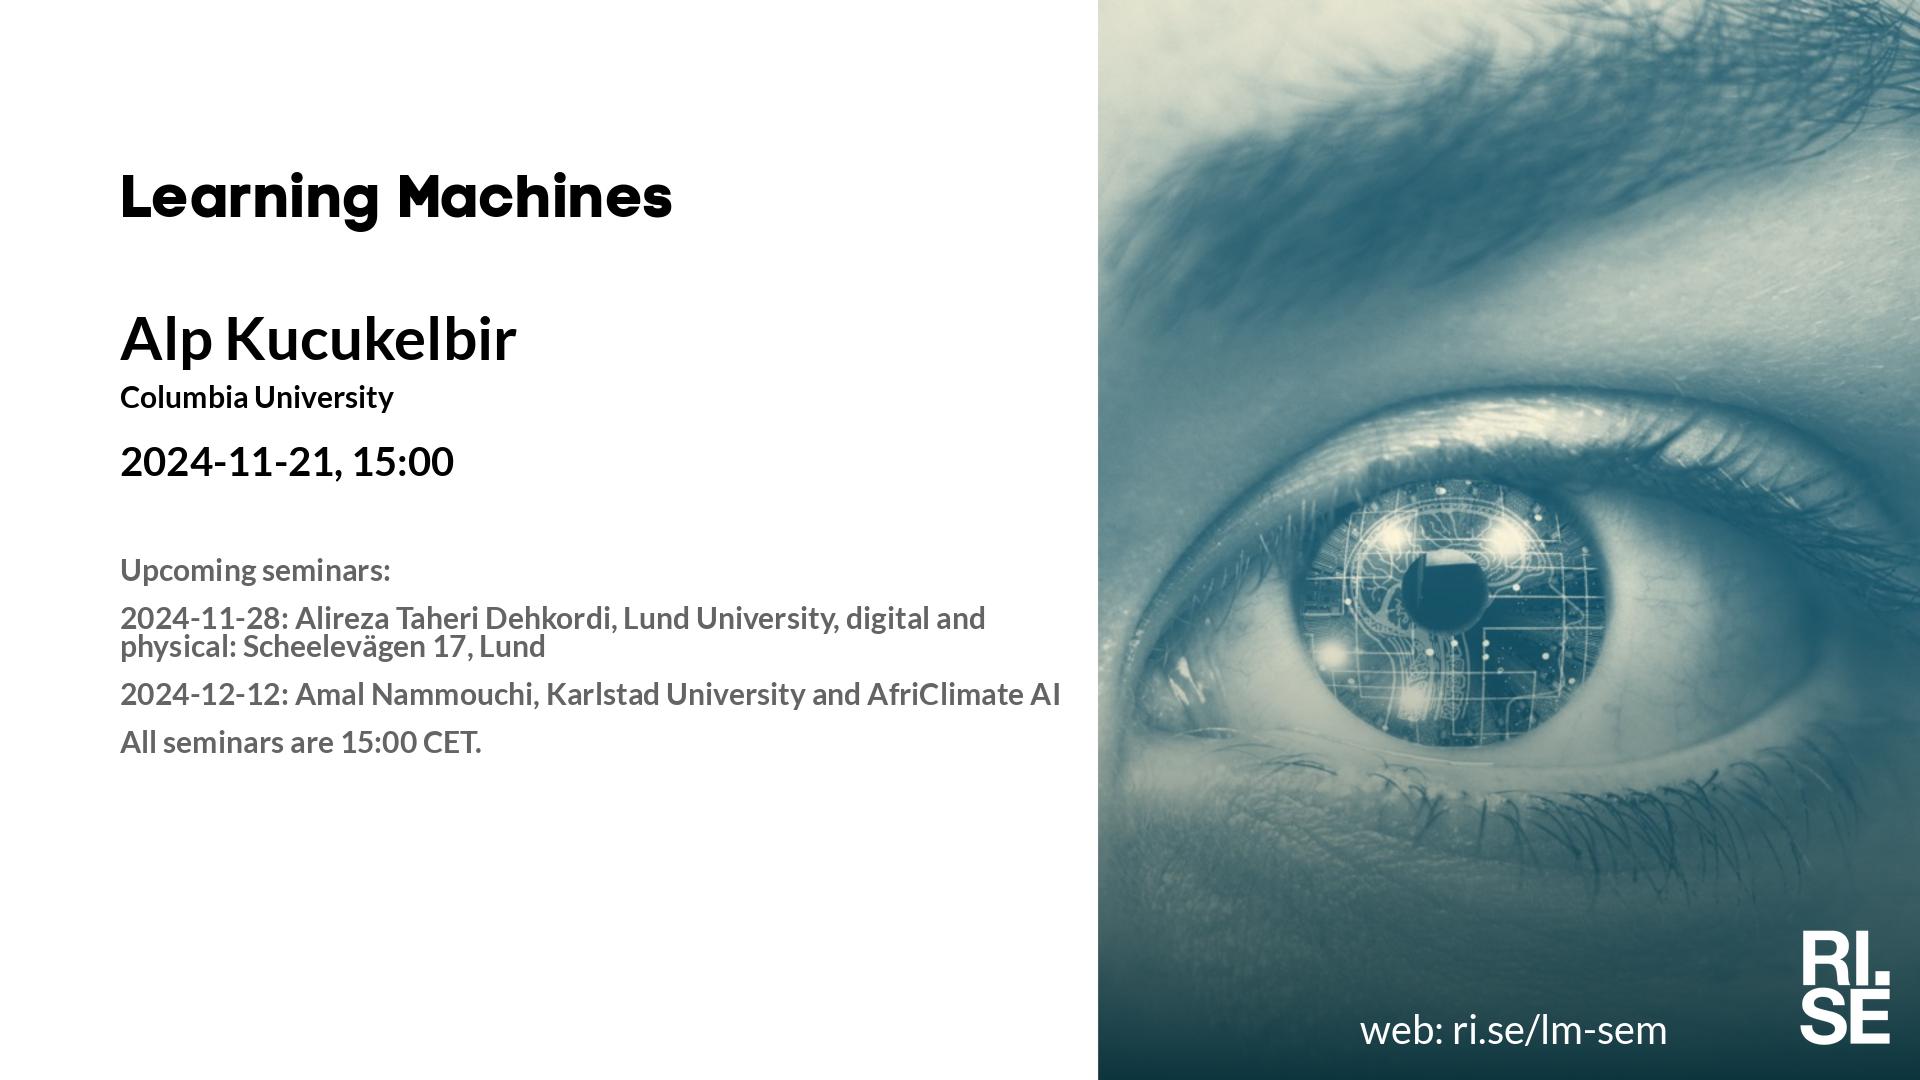 Learning Machines
Alp Kucukelbir
Columbia University
2024-11-21, 15:00
Upcoming seminars:
2024-11-28: Alireza Taheri Dehkordi, Lund University, digital and
physical: Scheelevägen 17, Lund
2024-12-12: Amal Nammouchi, Karlstad University and AfriClimate AI
All seminars are 15:00 CET.
web: ri.se/lm-sem
RI.
SE